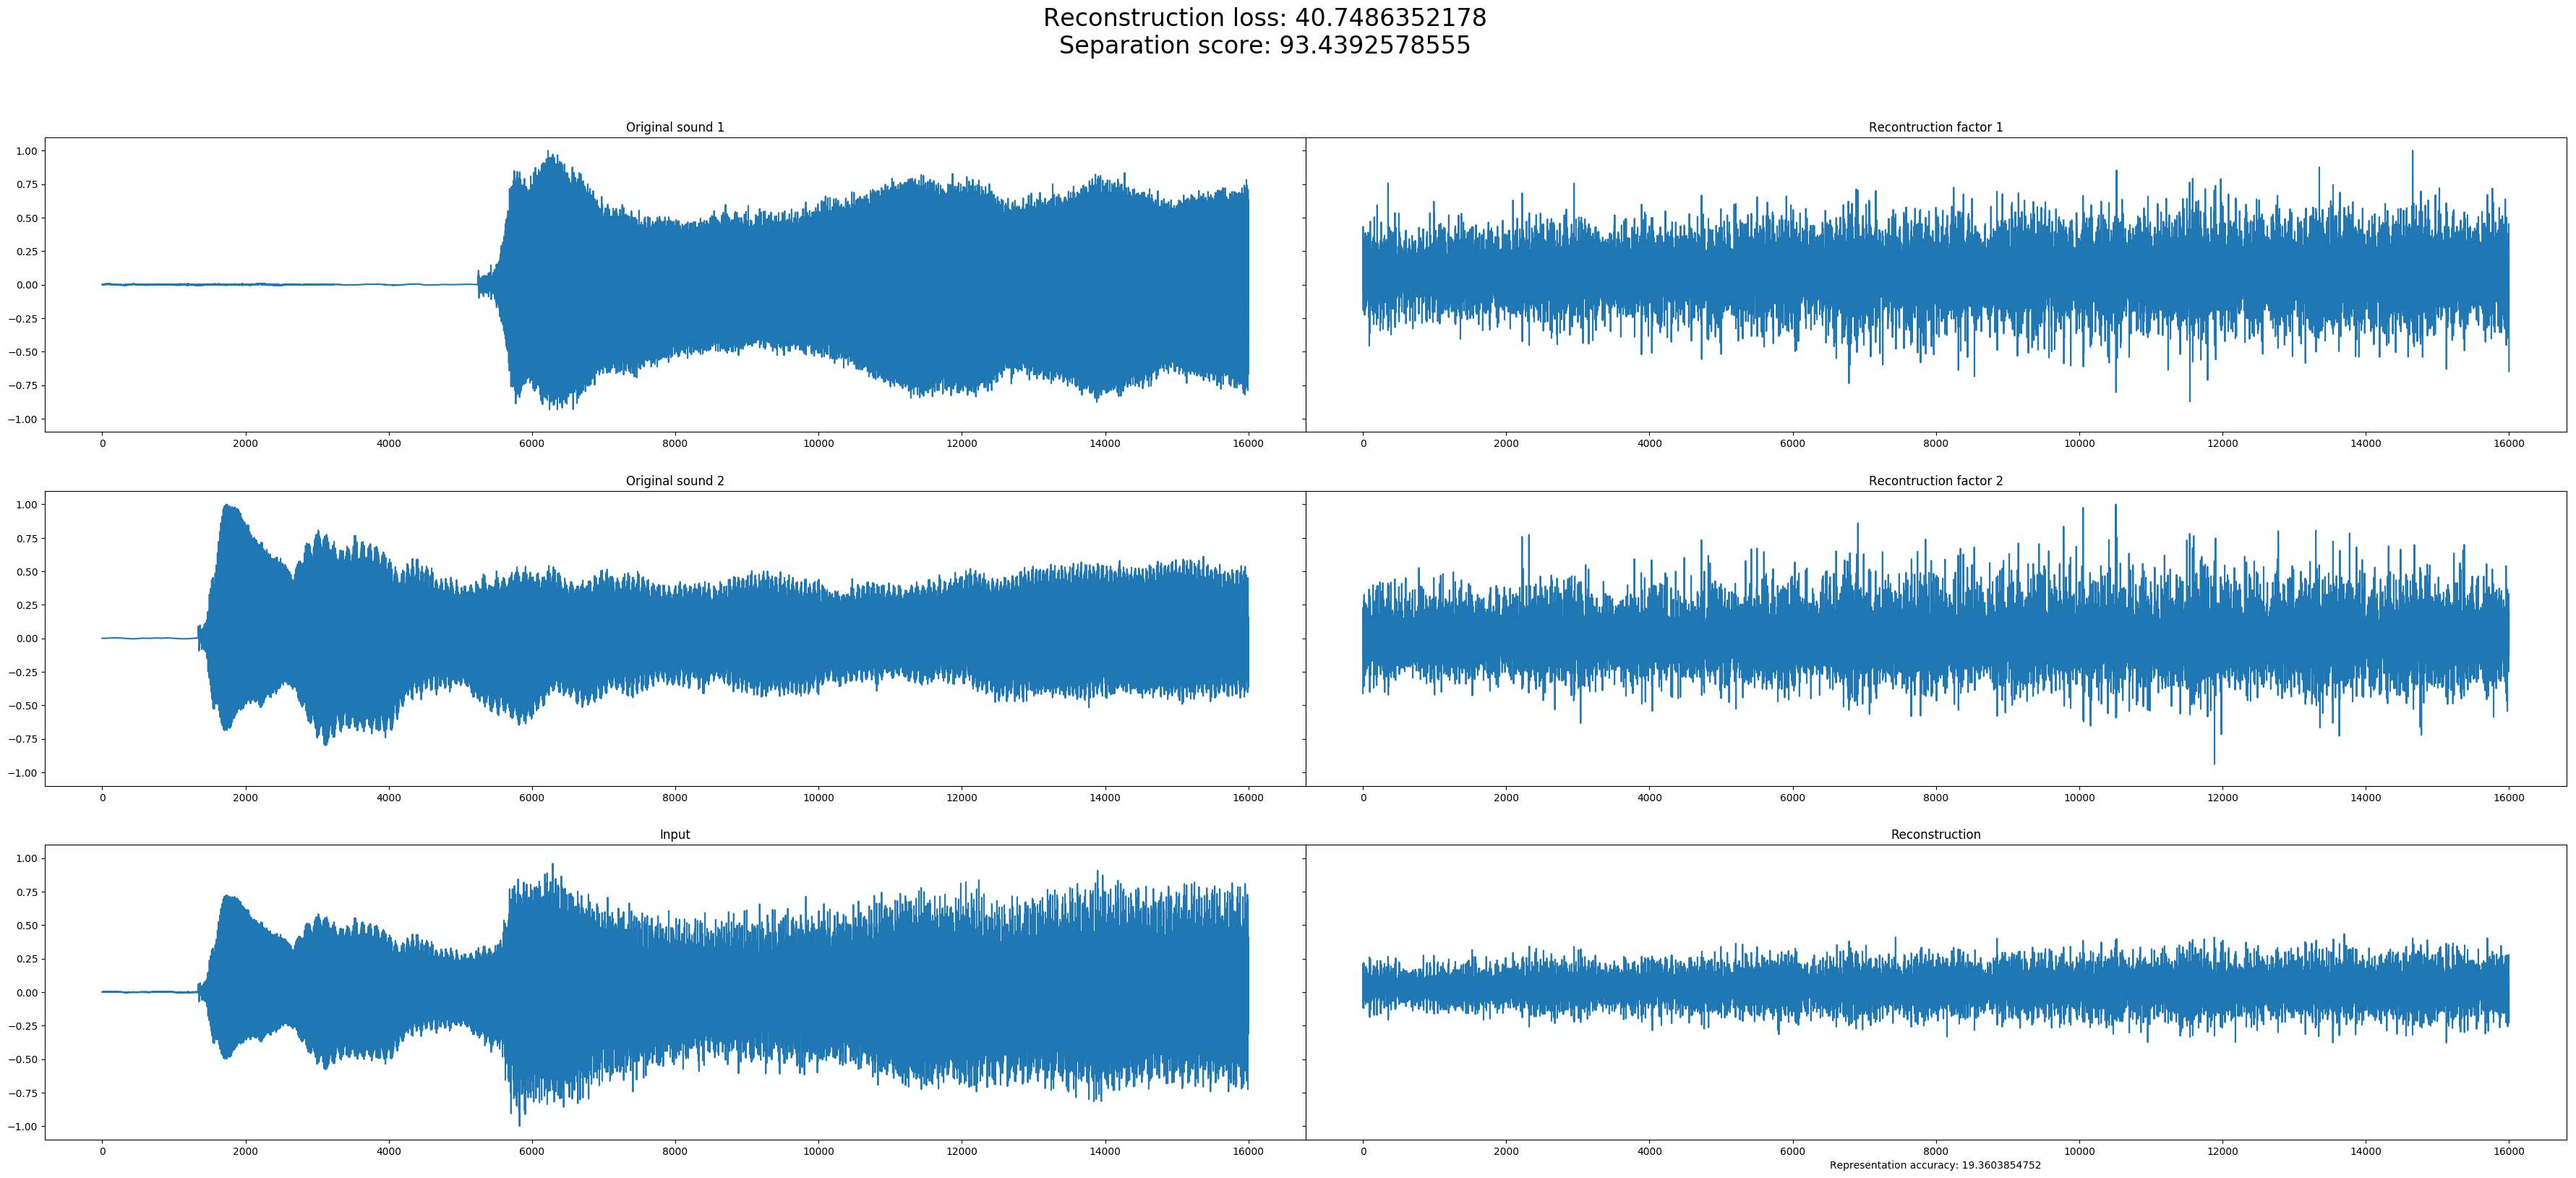 Reconstruction loss: 40.7486352178
Separation score: 93.4392578555
Original sound 1
Recontruction factor 1
1.00
0.75
0.50
0.25
0.00
−0.25
−0.50
−0.75
−1.00
0 2000 4000 6000 8000 10000 12000 14000 16000
0 2000 4000 6000 8000 10000 12000 14000 16000
Original sound 2
Recontruction factor 2
1.00
0.75
0.50
0.25
0.00
−0.25
−0.50
−0.75
−1.00
0 2000 4000 6000 8000 10000 12000 14000 16000
0 2000 4000 6000 8000 10000 12000 14000 16000
Input
Reconstruction
1.00
0.75
0.50
0.25
0.00
−0.25
−0.50
−0.75
−1.00
0 2000 4000 6000 8000 10000 12000 14000 16000
0 2000 4000 6000 8000 10000 12000 14000 16000
Representation accuracy: 19.3603854752